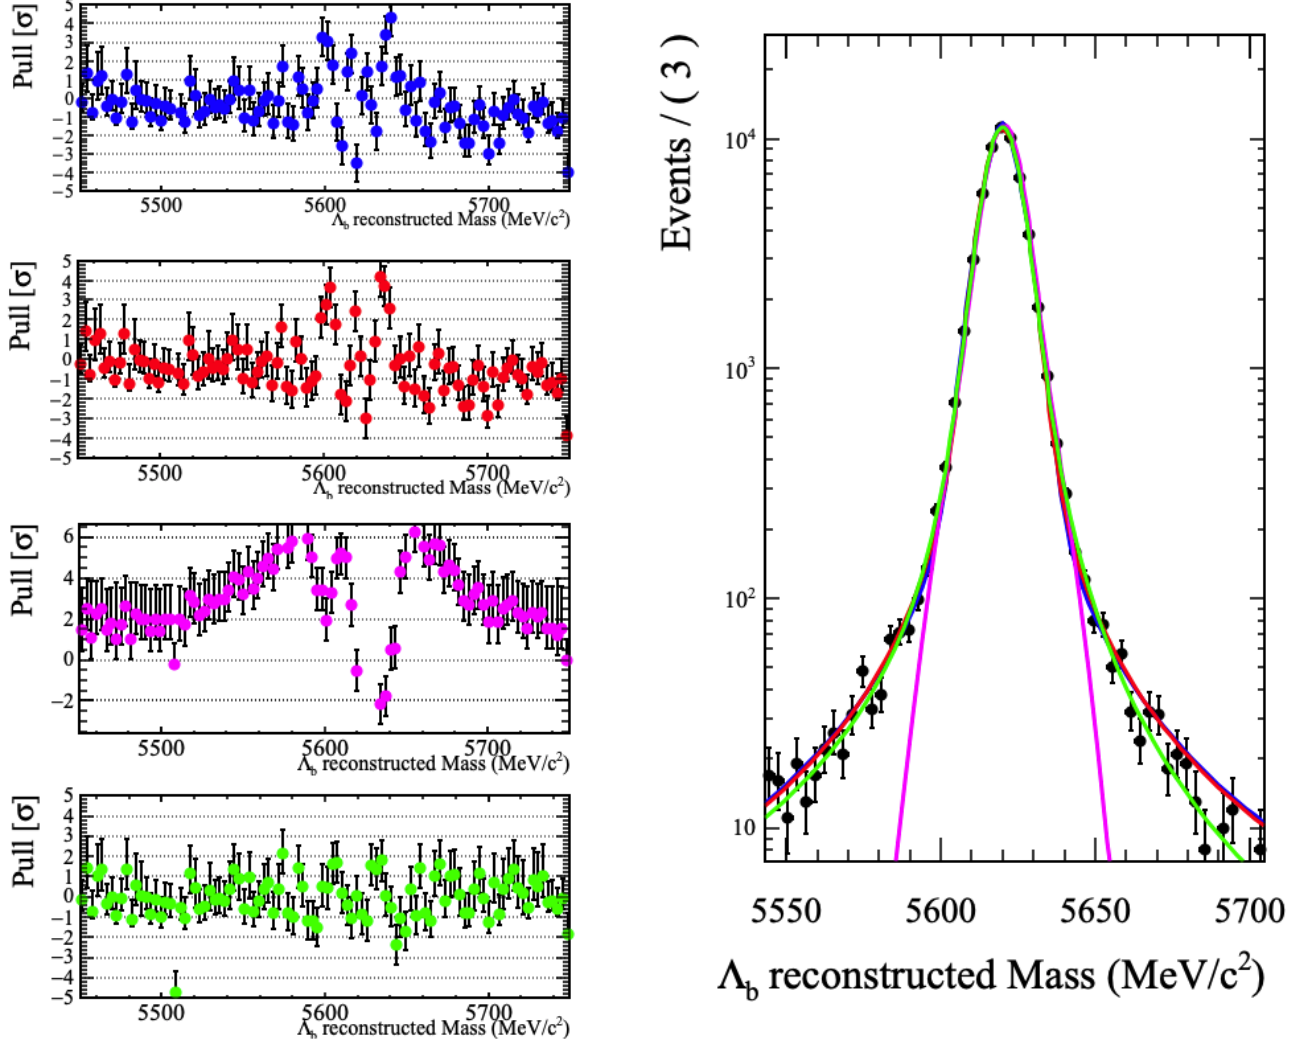 Pull [σ]
5
4
3
2
1
0
−1
−2
−3
−4
−5
5500 5600 5700
Λb reconstructed Mass (MeV/c²)
Pull [σ]
5
4
3
2
1
0
−1
−2
−3
−4
−5
5500 5600 5700
Λb reconstructed Mass (MeV/c²)
Pull [σ]
6
4
2
0
−2
5500 5600 5700
Λb reconstructed Mass (MeV/c²)
Pull [σ]
5
4
3
2
1
0
−1
−2
−3
−4
−5
5500 5600 5700
Λb reconstructed Mass (MeV/c²)
Events / ( 3 )
10⁴
10³
10²
10
5550 5600 5650 5700
Λb reconstructed Mass (MeV/c²)